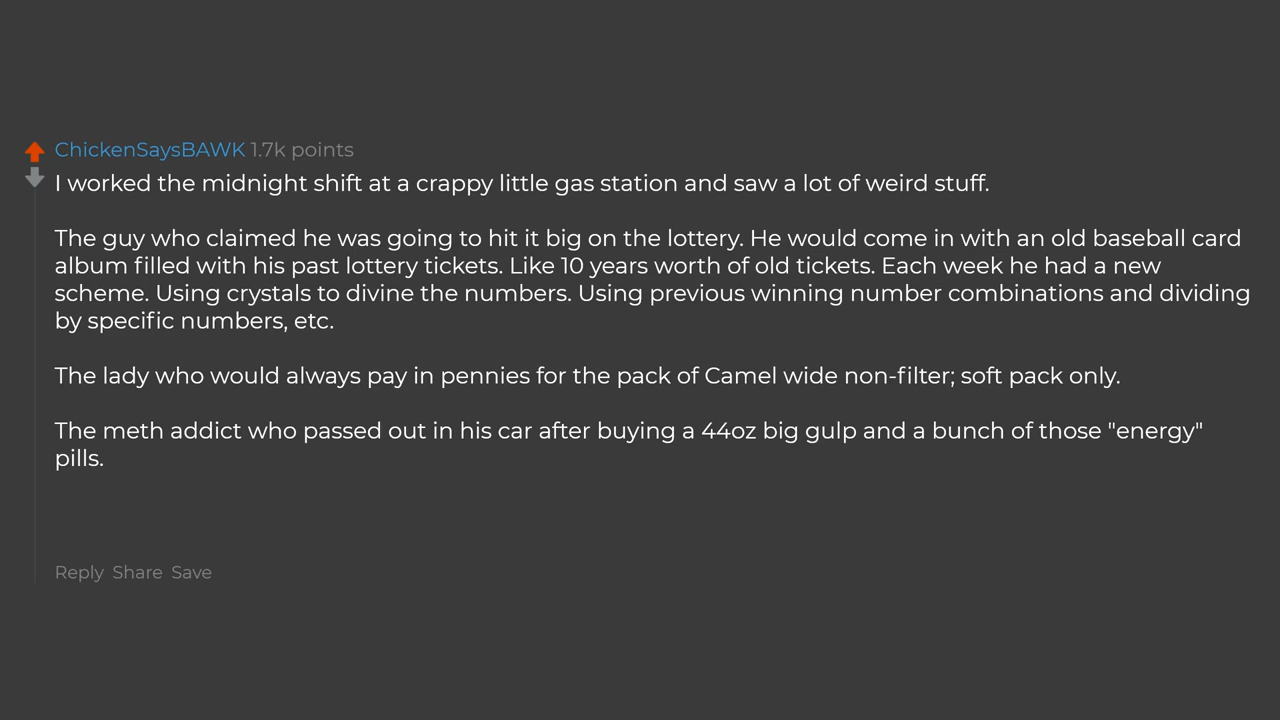 ChickenSaysBAWK 1.7k points
I worked the midnight shift at a crappy little gas station and saw a lot of weird stuff.
The guy who claimed he was going to hit it big on the lottery. He would come in with an old baseball card
album filled with his past lottery tickets. Like 10 years worth of old tickets. Each week he had a new
scheme. Using crystals to divine the numbers. Using previous winning number combinations and dividing
by specific numbers, etc.
The lady who would always pay in pennies for the pack of Camel wide non-filter; soft pack only.
The meth addict who passed out in his car after buying a 44oz big gulp and a bunch of those "energy"
pills.
Reply Share Save